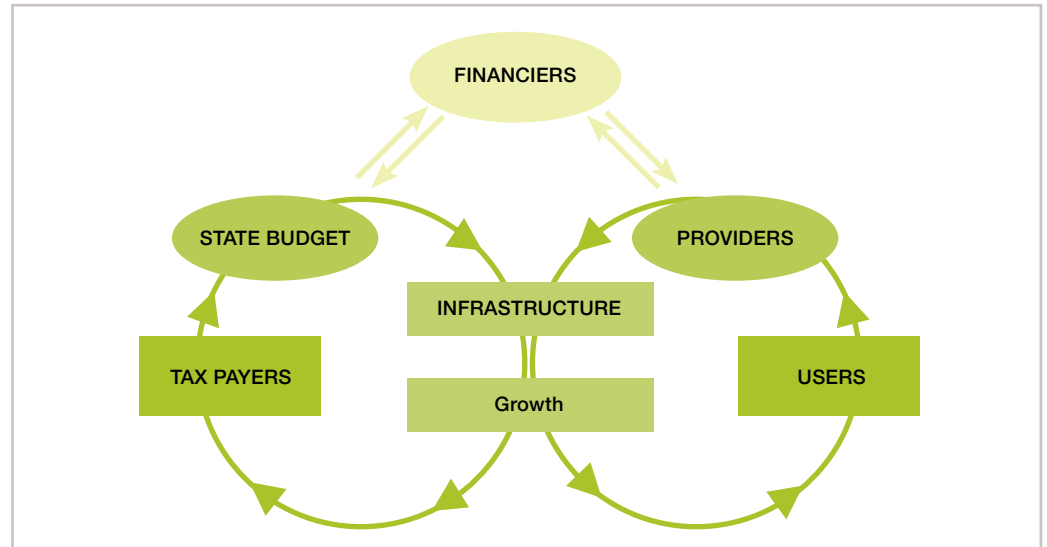 FINANCIERS
STATE BUDGET
PROVIDERS
INFRASTRUCTURE
TAX PAYERS
USERS
Growth